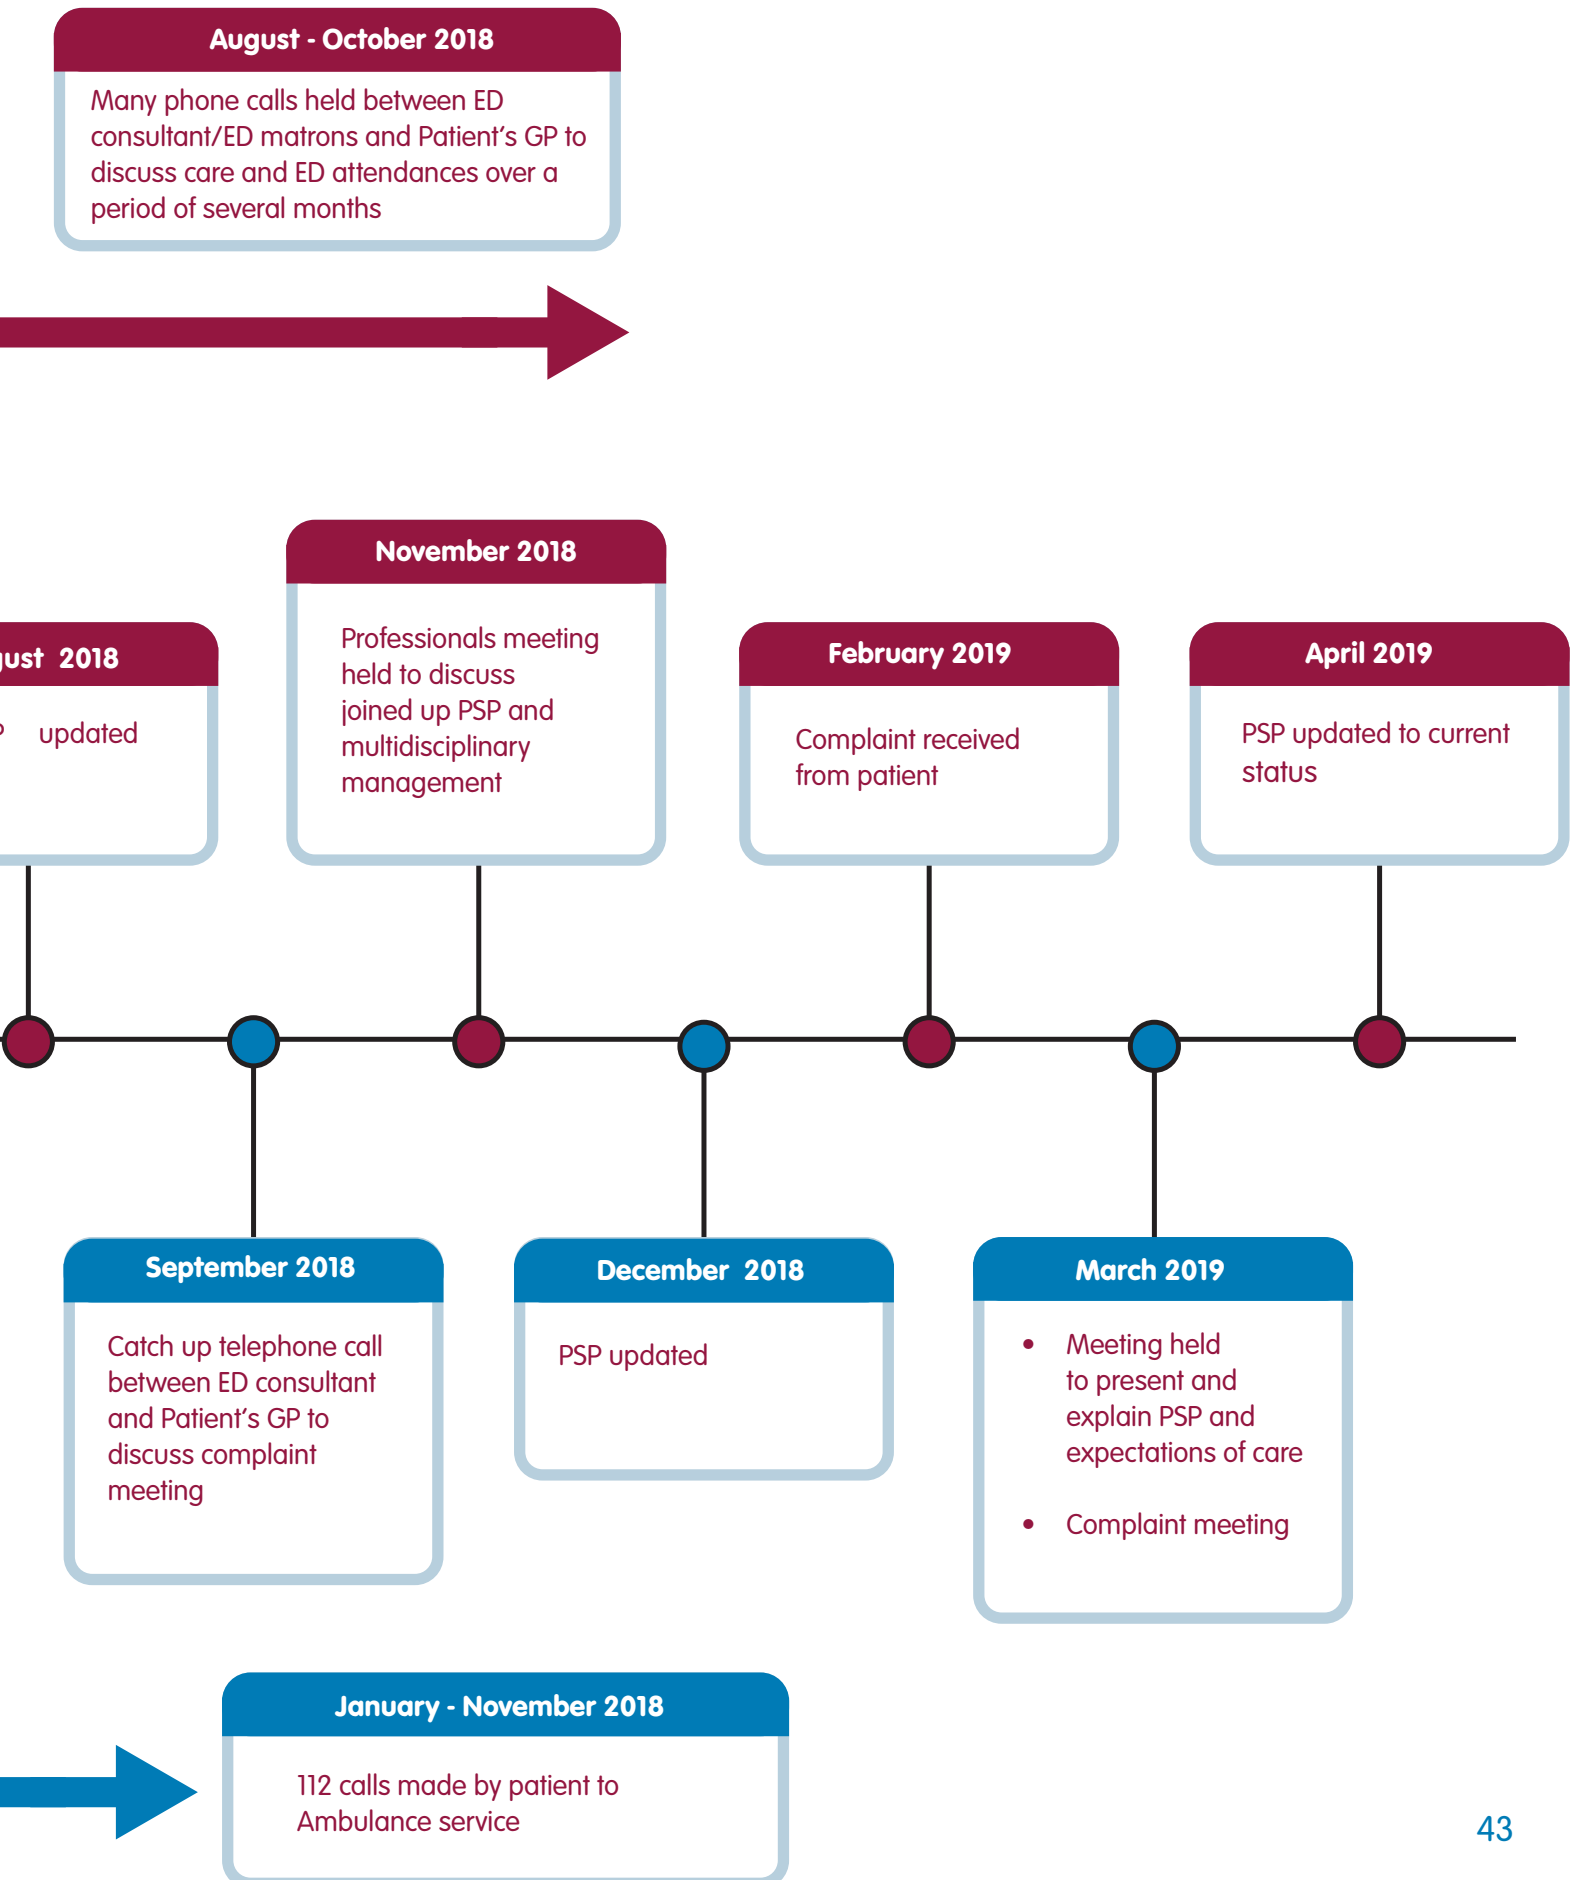 August - October 2018
Many phone calls held between ED
consultant/ED matrons and Patient's GP to
discuss care and ED attendances over a
period of several months
November 2018
Professionals meeting
held to discuss
joined up PSP and
multidisciplinary
management
2018
updated
February 2019
Complaint received
from patient
April 2019
PSP updated to current
status
September 2018
Catch up telephone call
between ED consultant
and Patient's GP to
discuss complaint
meeting
December 2018
PSP updated
March 2019
• Meeting held
to present and
explain PSP and
expectations of care
• Complaint meeting
January - November 2018
112 calls made by patient to
Ambulance service
43